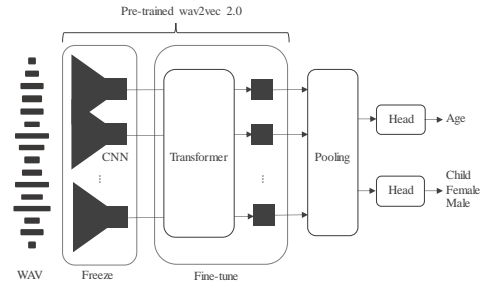 Pre-trained wav2vec 2.0
CNN
Transformer
Pooling
Head
Age
Head
Child
Female
Male
WAV
Freeze
Fine-tune